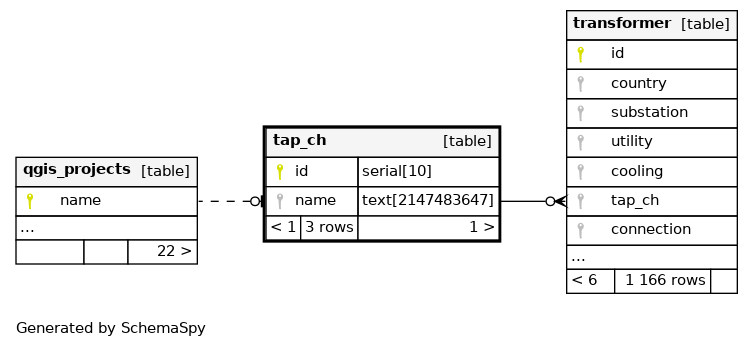 qgis_projects [table]
name
...
22 >
tap_ch [table]
id serial[10]
name text[2147483647]
< 1 3 rows 1 >
transformer [table]
id
country
substation
utility
cooling
tap_ch
connection
...
< 6 1 166 rows
Generated by SchemaSpy